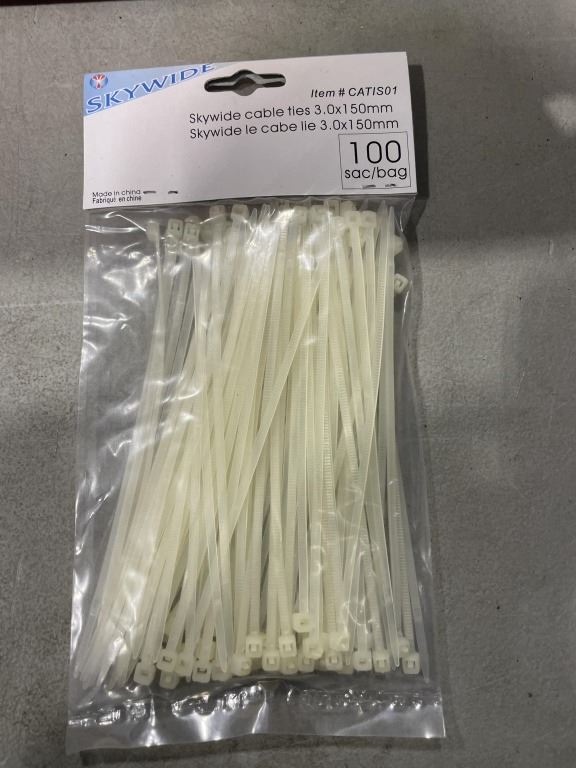 SKYWIDE
Item # CATIS01
Skywide cable ties 3.0x150mm
Skywide le cabe lie 3.0x150mm
100
sac/bag
Made in china
Fabriqué en chine